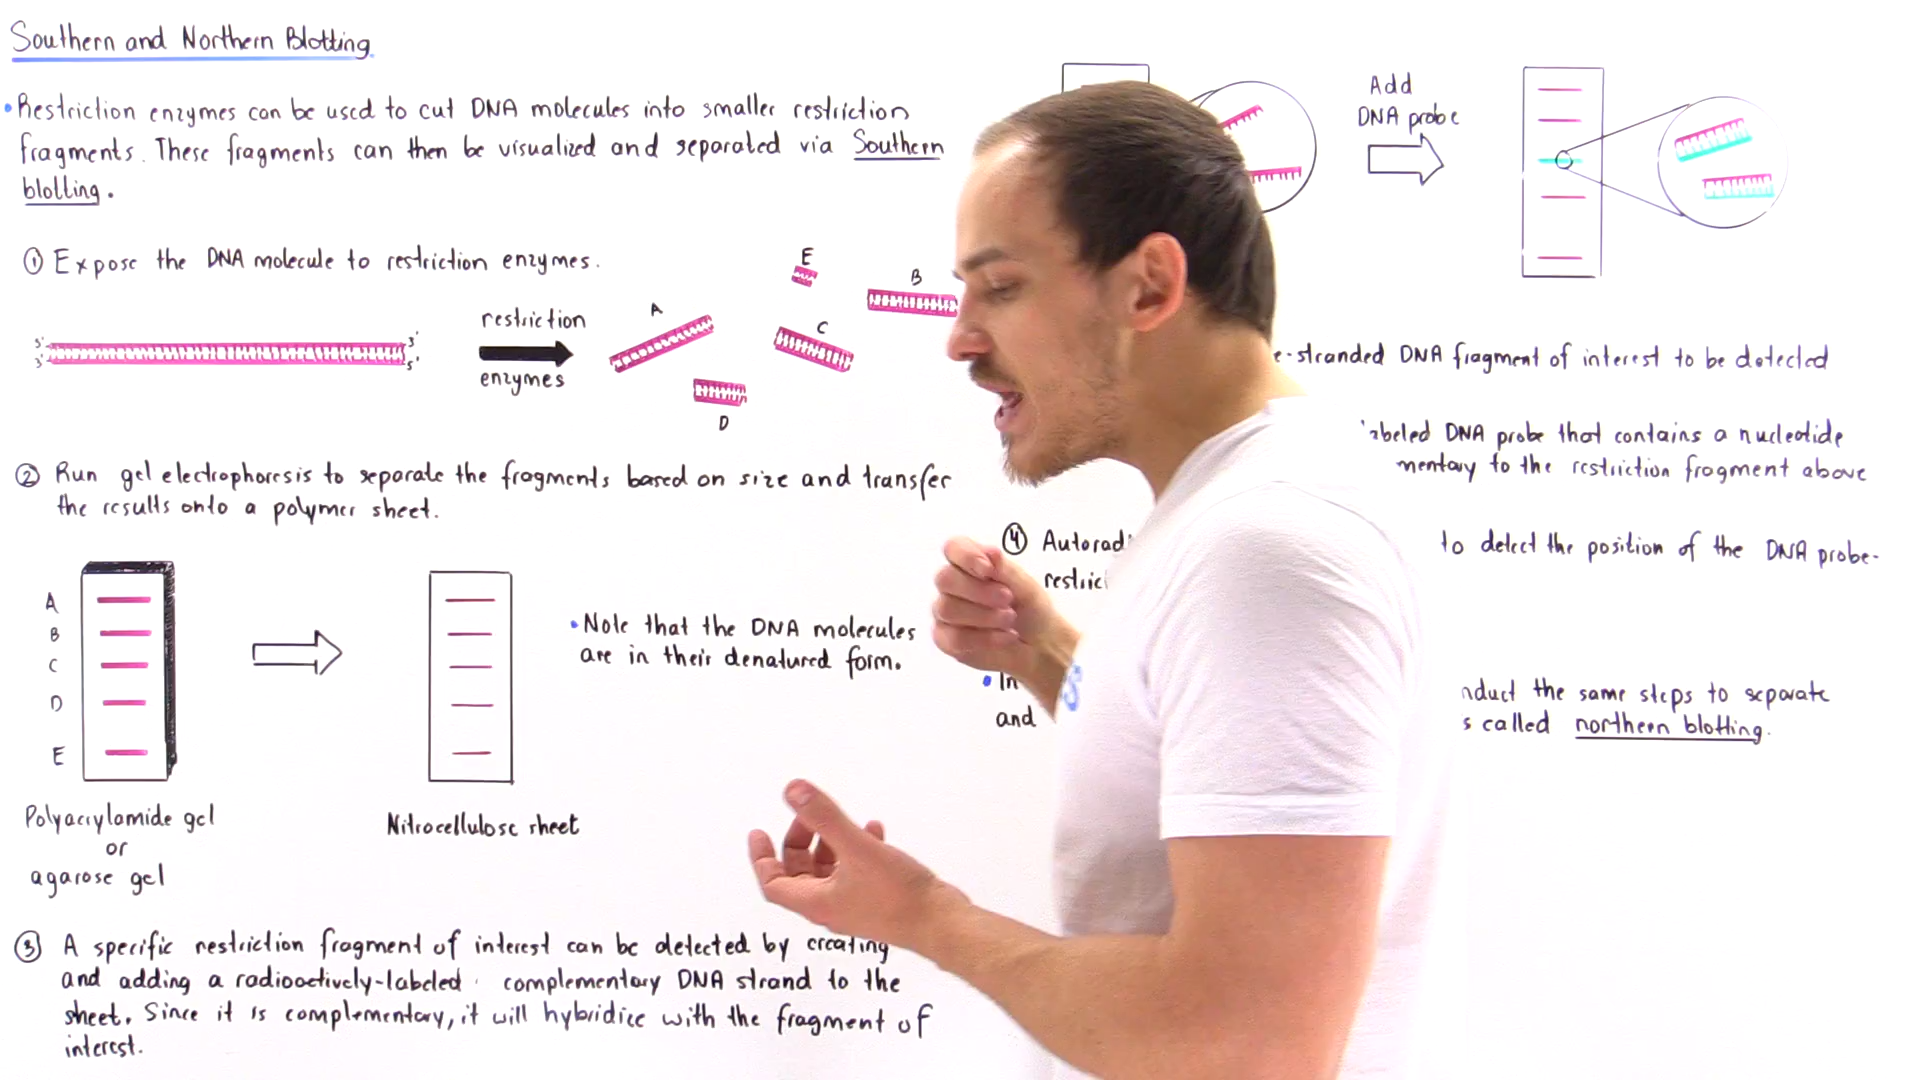 Southern and Northern Blotting
• Restriction enzymes can be used to cut DNA molecules into smaller restriction
fragments. These fragments can then be visualized and separated via Southern
blotting.
① Expose the DNA molecule to restriction enzymes.
5'
3'
3'
5'
restriction
enzymes
A
E
B
C
D
② Run gel electrophoresis to separate the fragments based on size and transfer
the results onto a polymer sheet.
A
B
C
D
E
Polyacrylamide gel
or
agarose gel
Nitrocellulose sheet
• Note that the DNA molecules
are in their denatured form.
③ A specific restriction fragment of interest can be detected by creating
and adding a radioactively-labeled complementary DNA strand to the
sheet. Since it is complementary, it will hybridize with the fragment of
interest.
Add
DNA probe
e-stranded DNA fragment of interest to be detected
abeled DNA probe that contains a nucleotide
mentary to the restriction fragment above
④ Autoradi to detect the position of the DNA probe-
restric
• In nduct the same steps to separate
and s called northern blotting.